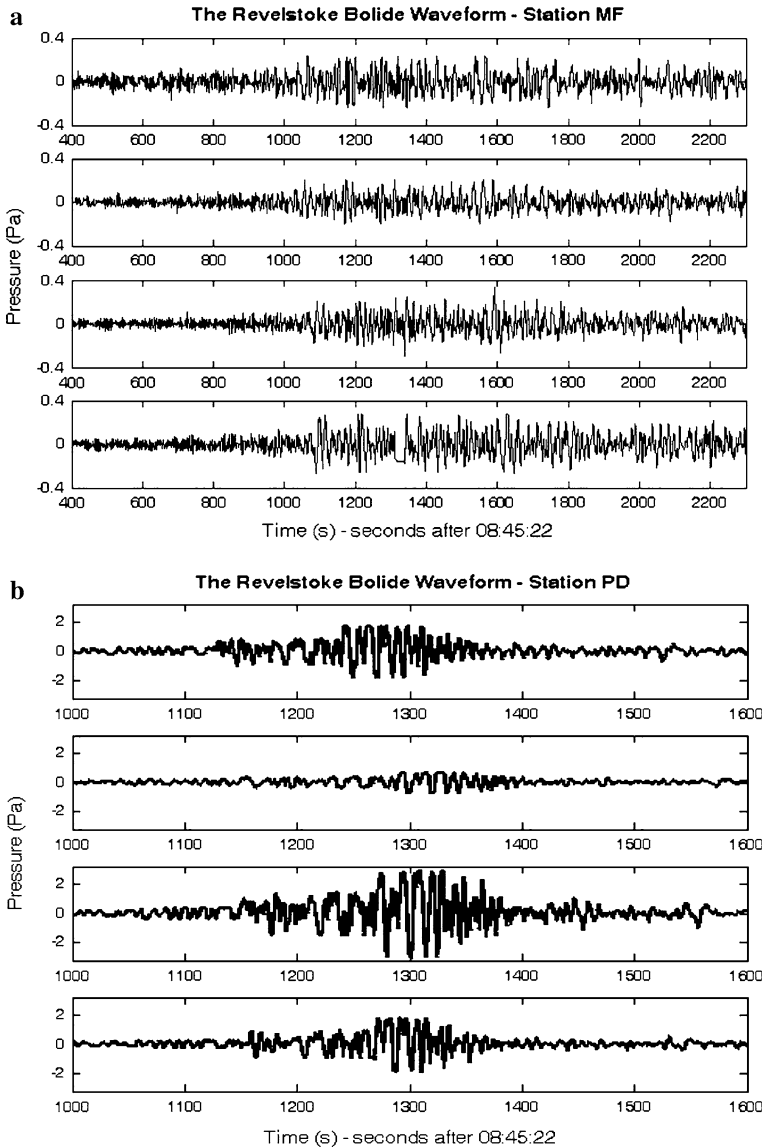 a
The Revelstoke Bolide Waveform - Station MF
0.4
0
-0.4
400 600 800 1000 1200 1400 1600 1800 2000 2200
0.4
0
-0.4
400 600 800 1000 1200 1400 1600 1800 2000 2200
0.4
0
-0.4
400 600 800 1000 1200 1400 1600 1800 2000 2200
0.4
0
-0.4
400 600 800 1000 1200 1400 1600 1800 2000 2200
Pressure (Pa)
Time (s) - seconds after 08:45:22
b
The Revelstoke Bolide Waveform - Station PD
2
0
-2
1000 1100 1200 1300 1400 1500 1600
2
0
-2
1000 1100 1200 1300 1400 1500 1600
2
0
-2
1000 1100 1200 1300 1400 1500 1600
2
0
-2
1000 1100 1200 1300 1400 1500 1600
Pressure (Pa)
Time (s) - seconds after 08:45:22